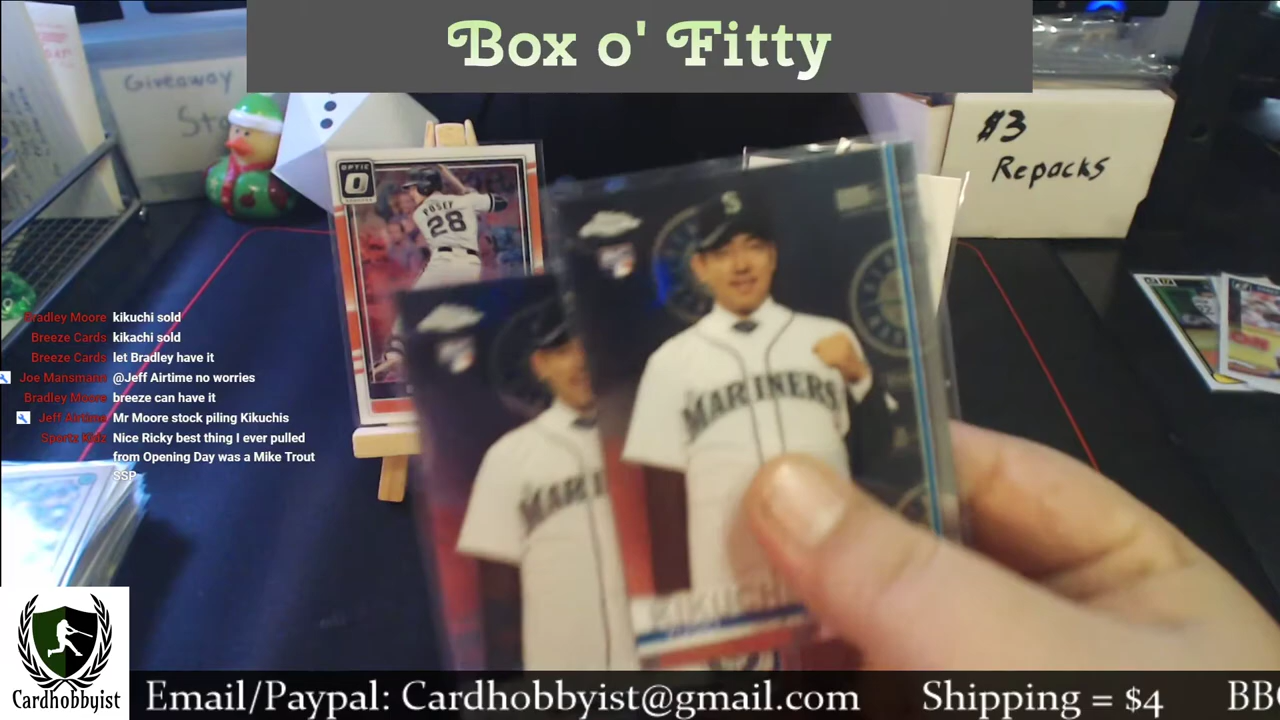 Box o' Fitty
Giveaway
$3
Repacks
OPTIC
POSEY
28
S
MARINERS
Bradley Moore kikuchi sold
Breeze Cards kikachi sold
Breeze Cards let Bradley have it
Joe Mansmann @Jeff Airtime no worries
Bradley Moore breeze can have it
Jeff Airtime Mr Moore stock piling Kikuchis
Sports Kidz Nice Ricky best thing I ever pulled
from Opening Day was a Mike Trout
SSP
Cardhobbyist
Email/Paypal: Cardhobbyist@gmail.com Shipping = $4